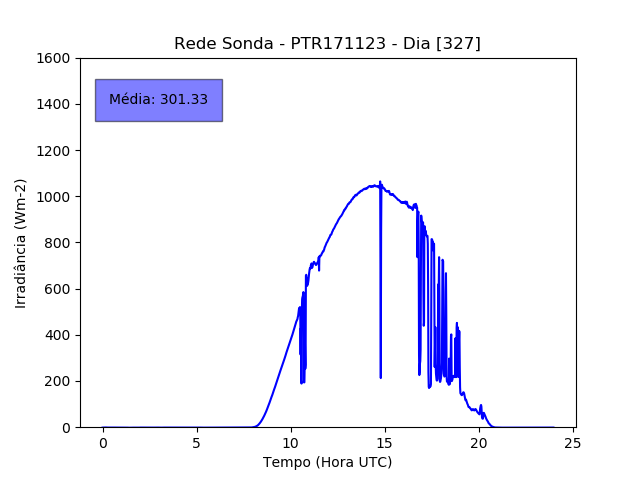 Rede Sonda - PTR171123 - Dia [327]
Média: 301.33
Irradiância (Wm-2)
1600
1400
1200
1000
800
600
400
200
0
0 5 10 15 20 25
Tempo (Hora UTC)